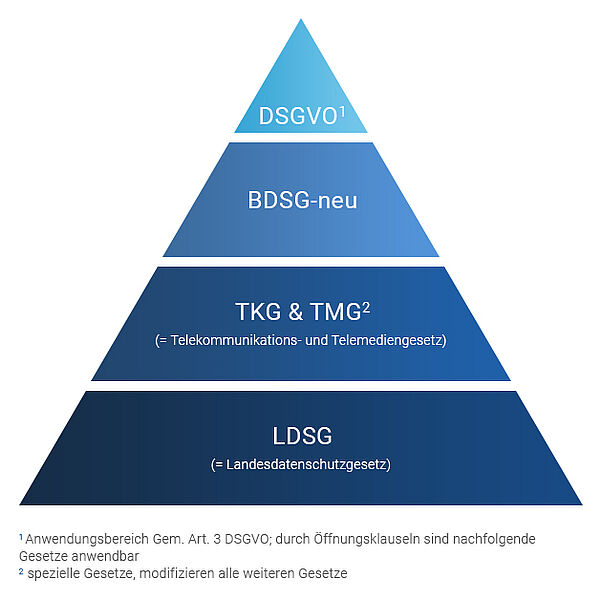 DSGVO¹
BDSG-neu
TKG & TMG²
(= Telekommunikations- und Telemediengesetz)
LDSG
(= Landesdatenschutzgesetz)
¹ Anwendungsbereich Gem. Art. 3 DSGVO; durch Öffnungsklauseln sind nachfolgende
Gesetze anwendbar
² spezielle Gesetze, modifizieren alle weiteren Gesetze